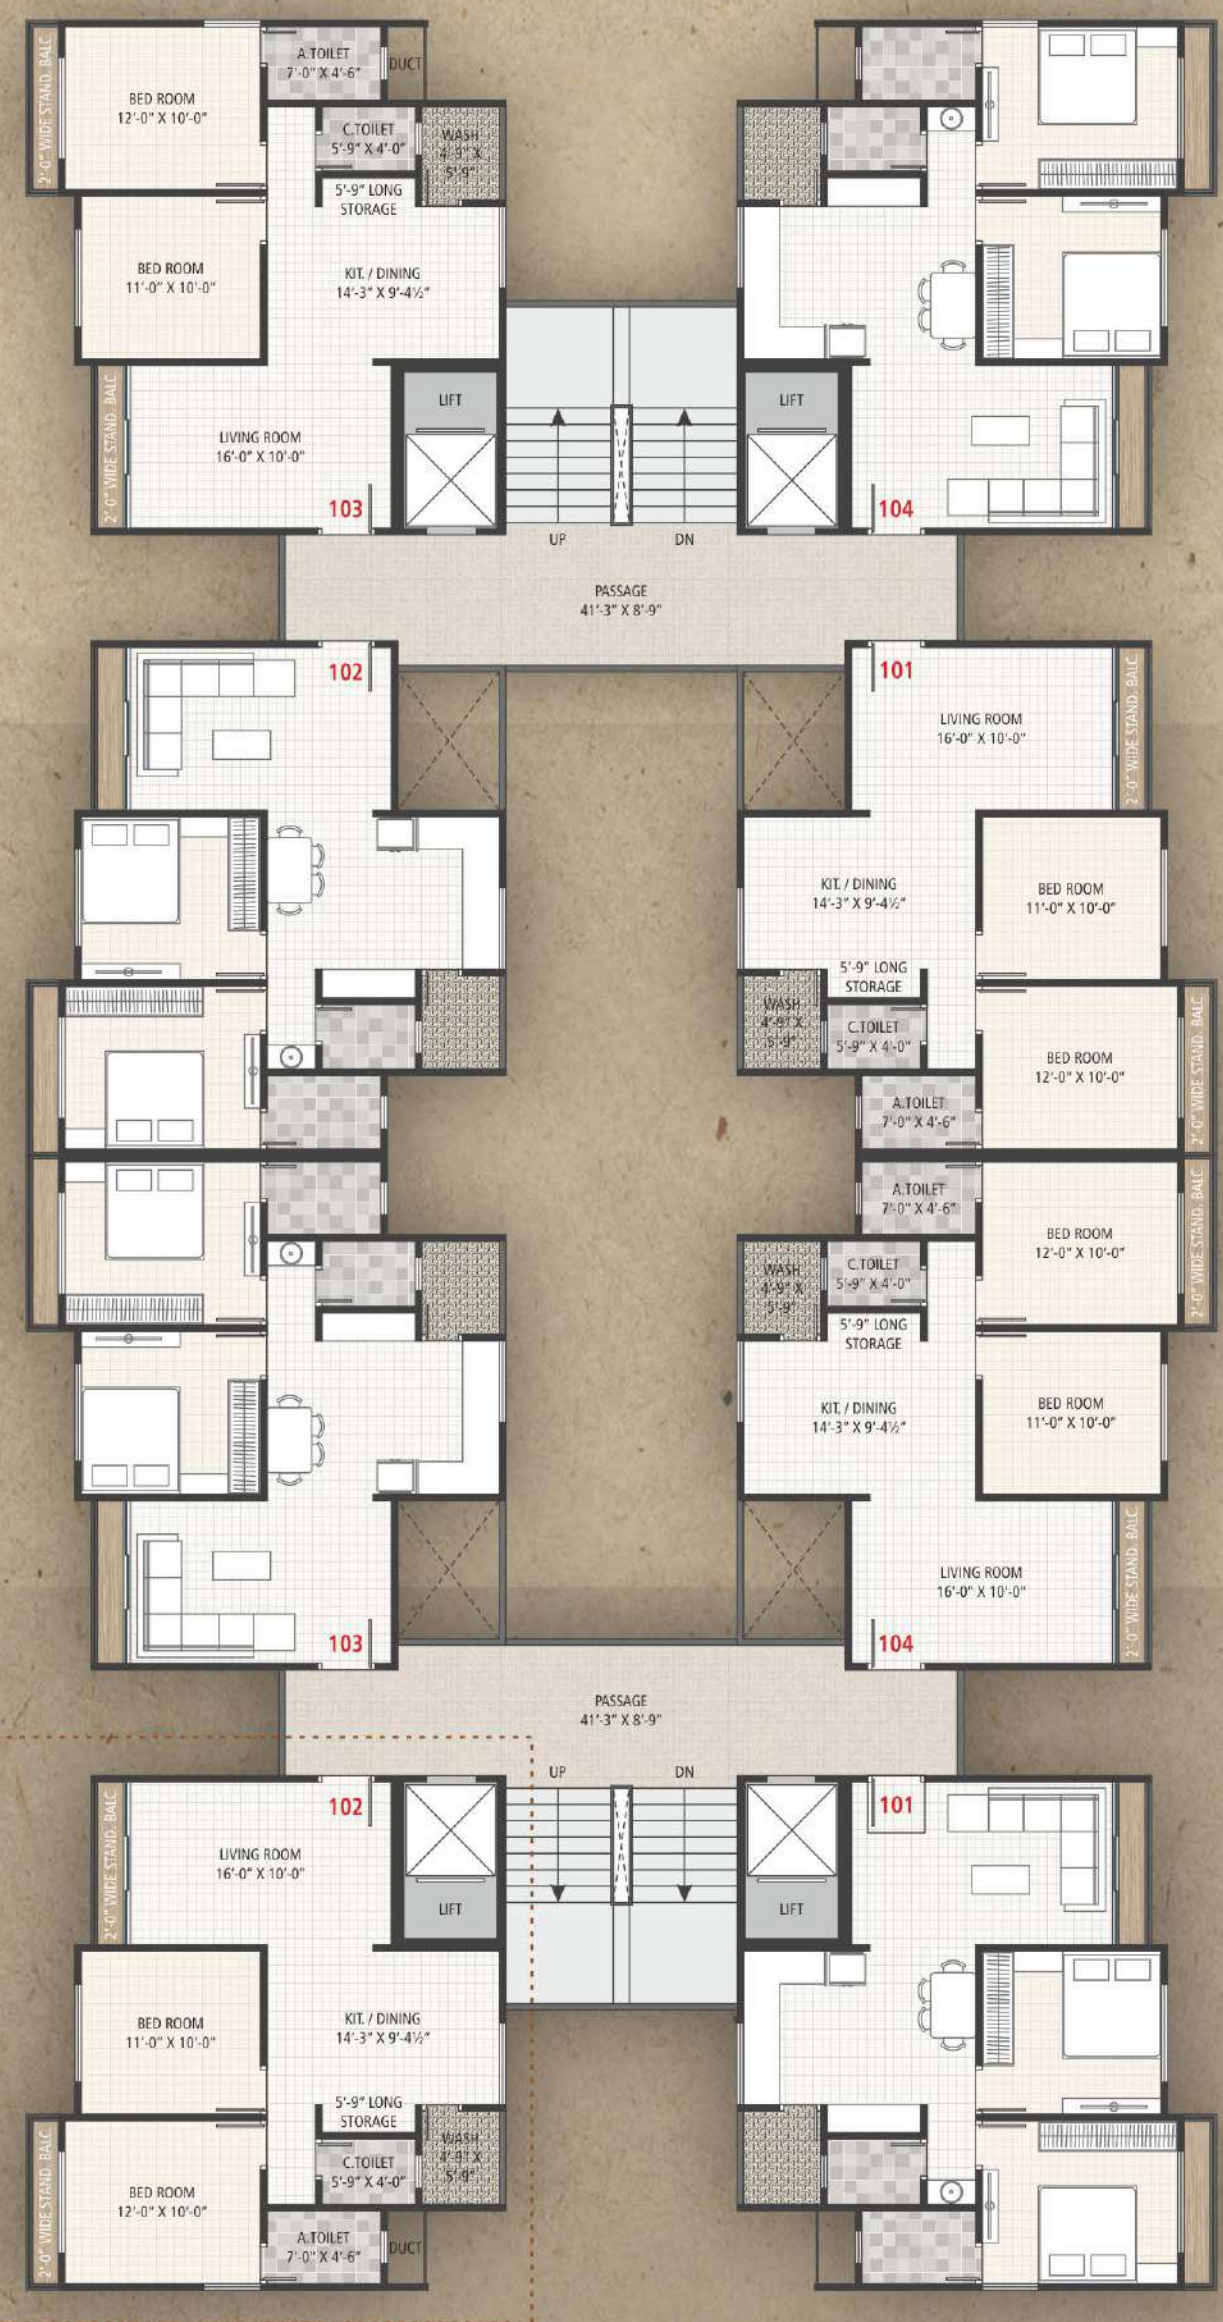 2'-0" WIDE STAND. BALC.
BED ROOM
12'-0" X 10'-0"
A.TOILET
7'-0" X 4'-6"
DUCT
C.TOILET
5'-9" X 4'-0"
WASH
4'-9" X
5'-9"
5'-9" LONG
STORAGE
BED ROOM
11'-0" X 10'-0"
KIT. / DINING
14'-3" X 9'-4½"
2'-0" WIDE STAND. BALC.
LIVING ROOM
16'-0" X 10'-0"
103
LIFT
LIFT
104
UP
DN
PASSAGE
41'-3" X 8'-9"
102
101
LIVING ROOM
16'-0" X 10'-0"
2'-0" WIDE STAND. BALC.
KIT. / DINING
14'-3" X 9'-4½"
BED ROOM
11'-0" X 10'-0"
5'-9" LONG
STORAGE
WASH
4'-9" X
5'-9"
C.TOILET
5'-9" X 4'-0"
BED ROOM
12'-0" X 10'-0"
2'-0" WIDE STAND. BALC.
A.TOILET
7'-0" X 4'-6"
A.TOILET
7'-0" X 4'-6"
BED ROOM
12'-0" X 10'-0"
2'-0" WIDE STAND. BALC.
WASH
4'-9" X
5'-9"
C.TOILET
5'-9" X 4'-0"
5'-9" LONG
STORAGE
KIT. / DINING
14'-3" X 9'-4½"
BED ROOM
11'-0" X 10'-0"
LIVING ROOM
16'-0" X 10'-0"
2'-0" WIDE STAND. BALC.
103
104
PASSAGE
41'-3" X 8'-9"
UP
DN
102
101
2'-0" WIDE STAND. BALC.
LIVING ROOM
16'-0" X 10'-0"
LIFT
LIFT
BED ROOM
11'-0" X 10'-0"
KIT. / DINING
14'-3" X 9'-4½"
5'-9" LONG
STORAGE
WASH
4'-9" X
5'-9"
C.TOILET
5'-9" X 4'-0"
2'-0" WIDE STAND. BALC.
BED ROOM
12'-0" X 10'-0"
A.TOILET
7'-0" X 4'-6"
DUCT